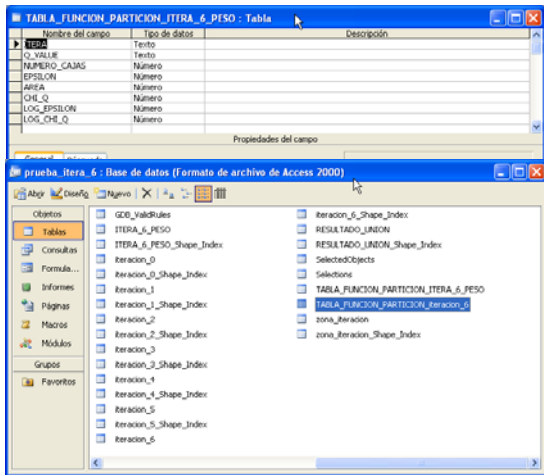 TABLA_FUNCION_PARTICION_ITERA_6_PESO : Tabla
Nombre del campo Tipo de datos Descripción
ITERA Texto
Q_VALUE Texto
NUMERO_CAJAS Número
EPSILON Número
AREA Número
CHI_Q Número
LOG_EPSILON Número
LOG_CHI_Q Número
Propiedades del campo
General
prueba_itera_6 : Base de datos (Formato de archivo de Access 2000)
Abrir Diseño Nuevo
Objetos
Tablas
Consultas
Formula...
Informes
Páginas
Macros
Módulos
Grupos
Favoritos
GDB_ValidRules
ITERA_6_PESO
ITERA_6_PESO_Shape_Index
iteracion_0
iteracion_0_Shape_Index
iteracion_1
iteracion_1_Shape_Index
iteracion_2
iteracion_2_Shape_Index
iteracion_3
iteracion_3_Shape_Index
iteracion_4
iteracion_4_Shape_Index
iteracion_5
iteracion_5_Shape_Index
iteracion_6
iteracion_6_Shape_Index
RESULTADO_UNION
RESULTADO_UNION_Shape_Index
SelectedObjects
Selections
TABLA_FUNCION_PARTICION_ITERA_6_PESO
TABLA_FUNCION_PARTICION_iteracion_6
zona_iteracion
zona_iteracion_Shape_Index